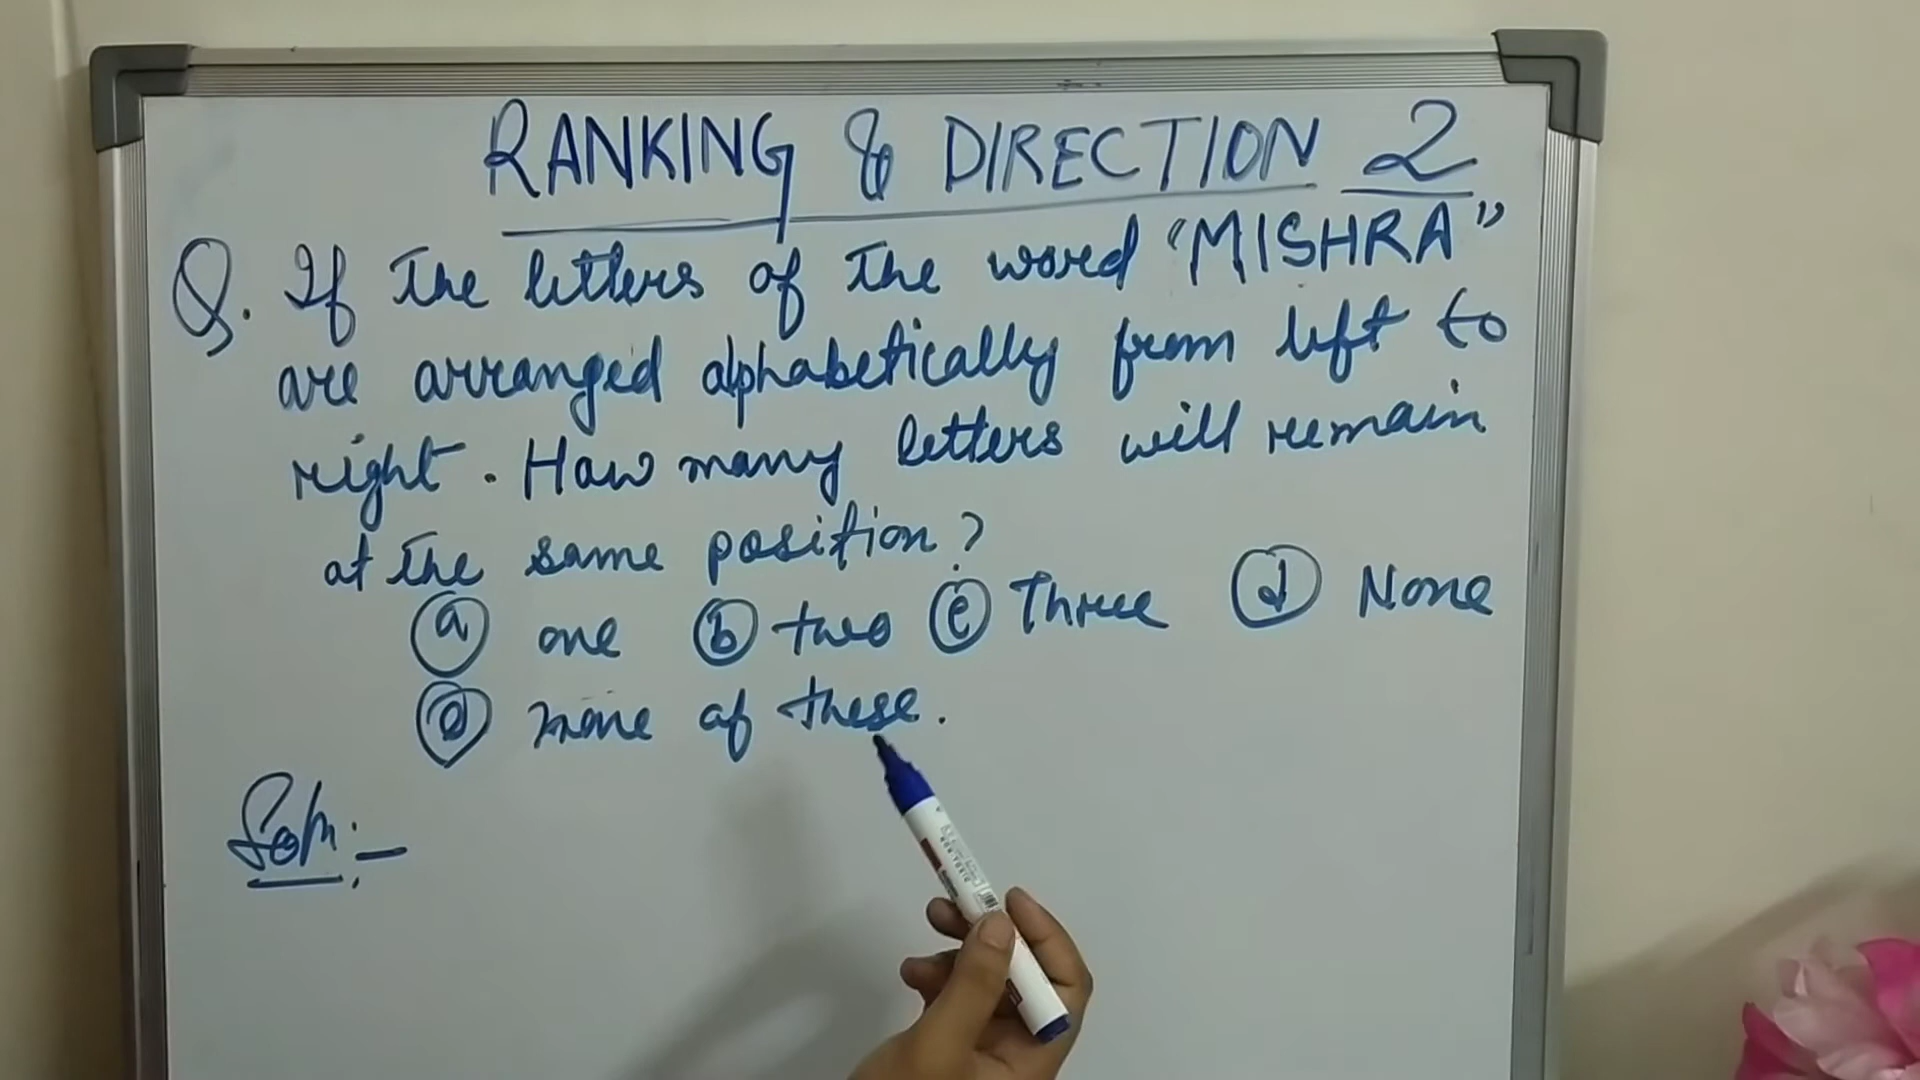 RANKING & DIRECTION 2
Q. If the letters of the word "MISHRA"
are arranged alphabetically from left to
right. How many letters will remain
at the same position?
(a) one (b) two (c) Three (d) None
(d) none of these.
Soln:-